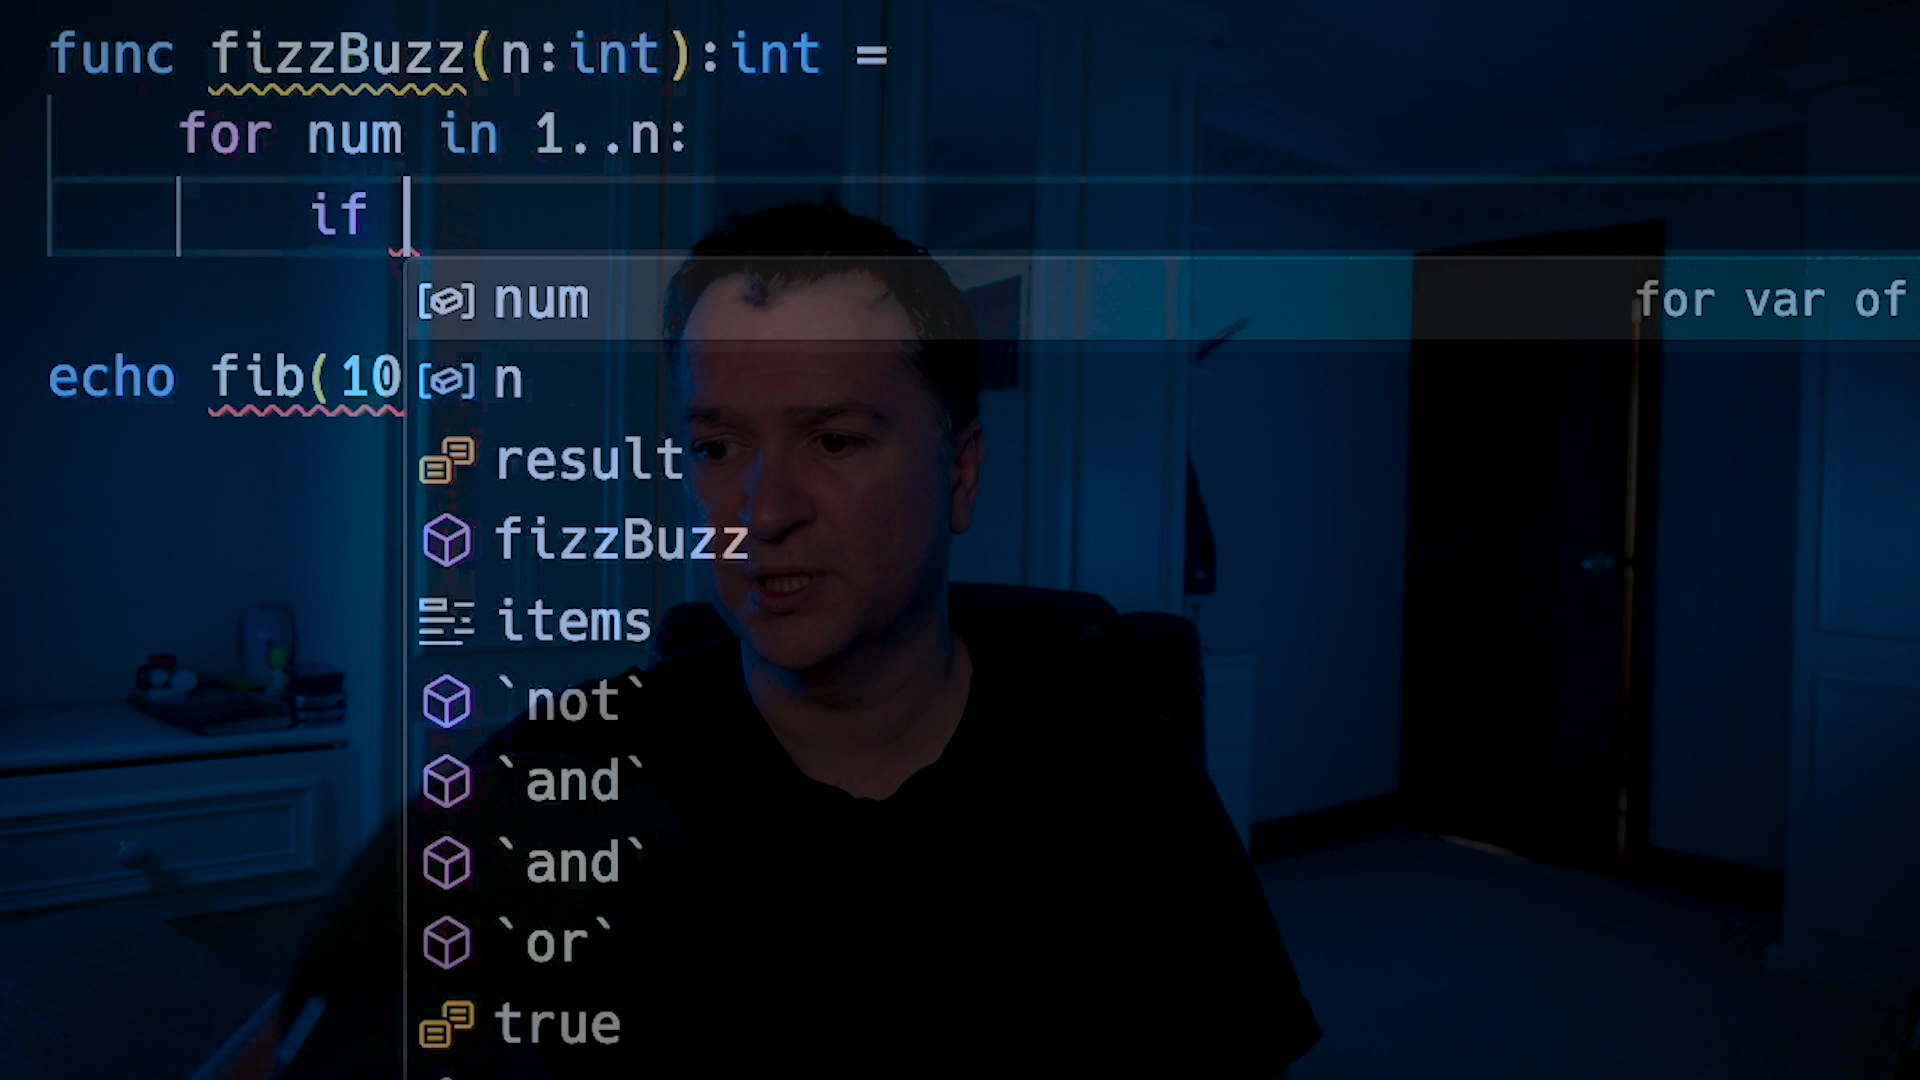 func fizzBuzz(n:int):int =
for num in 1..n:
if
num for var of
echo fib(10
n
result
fizzBuzz
items
`not`
`and`
`and`
`or`
true